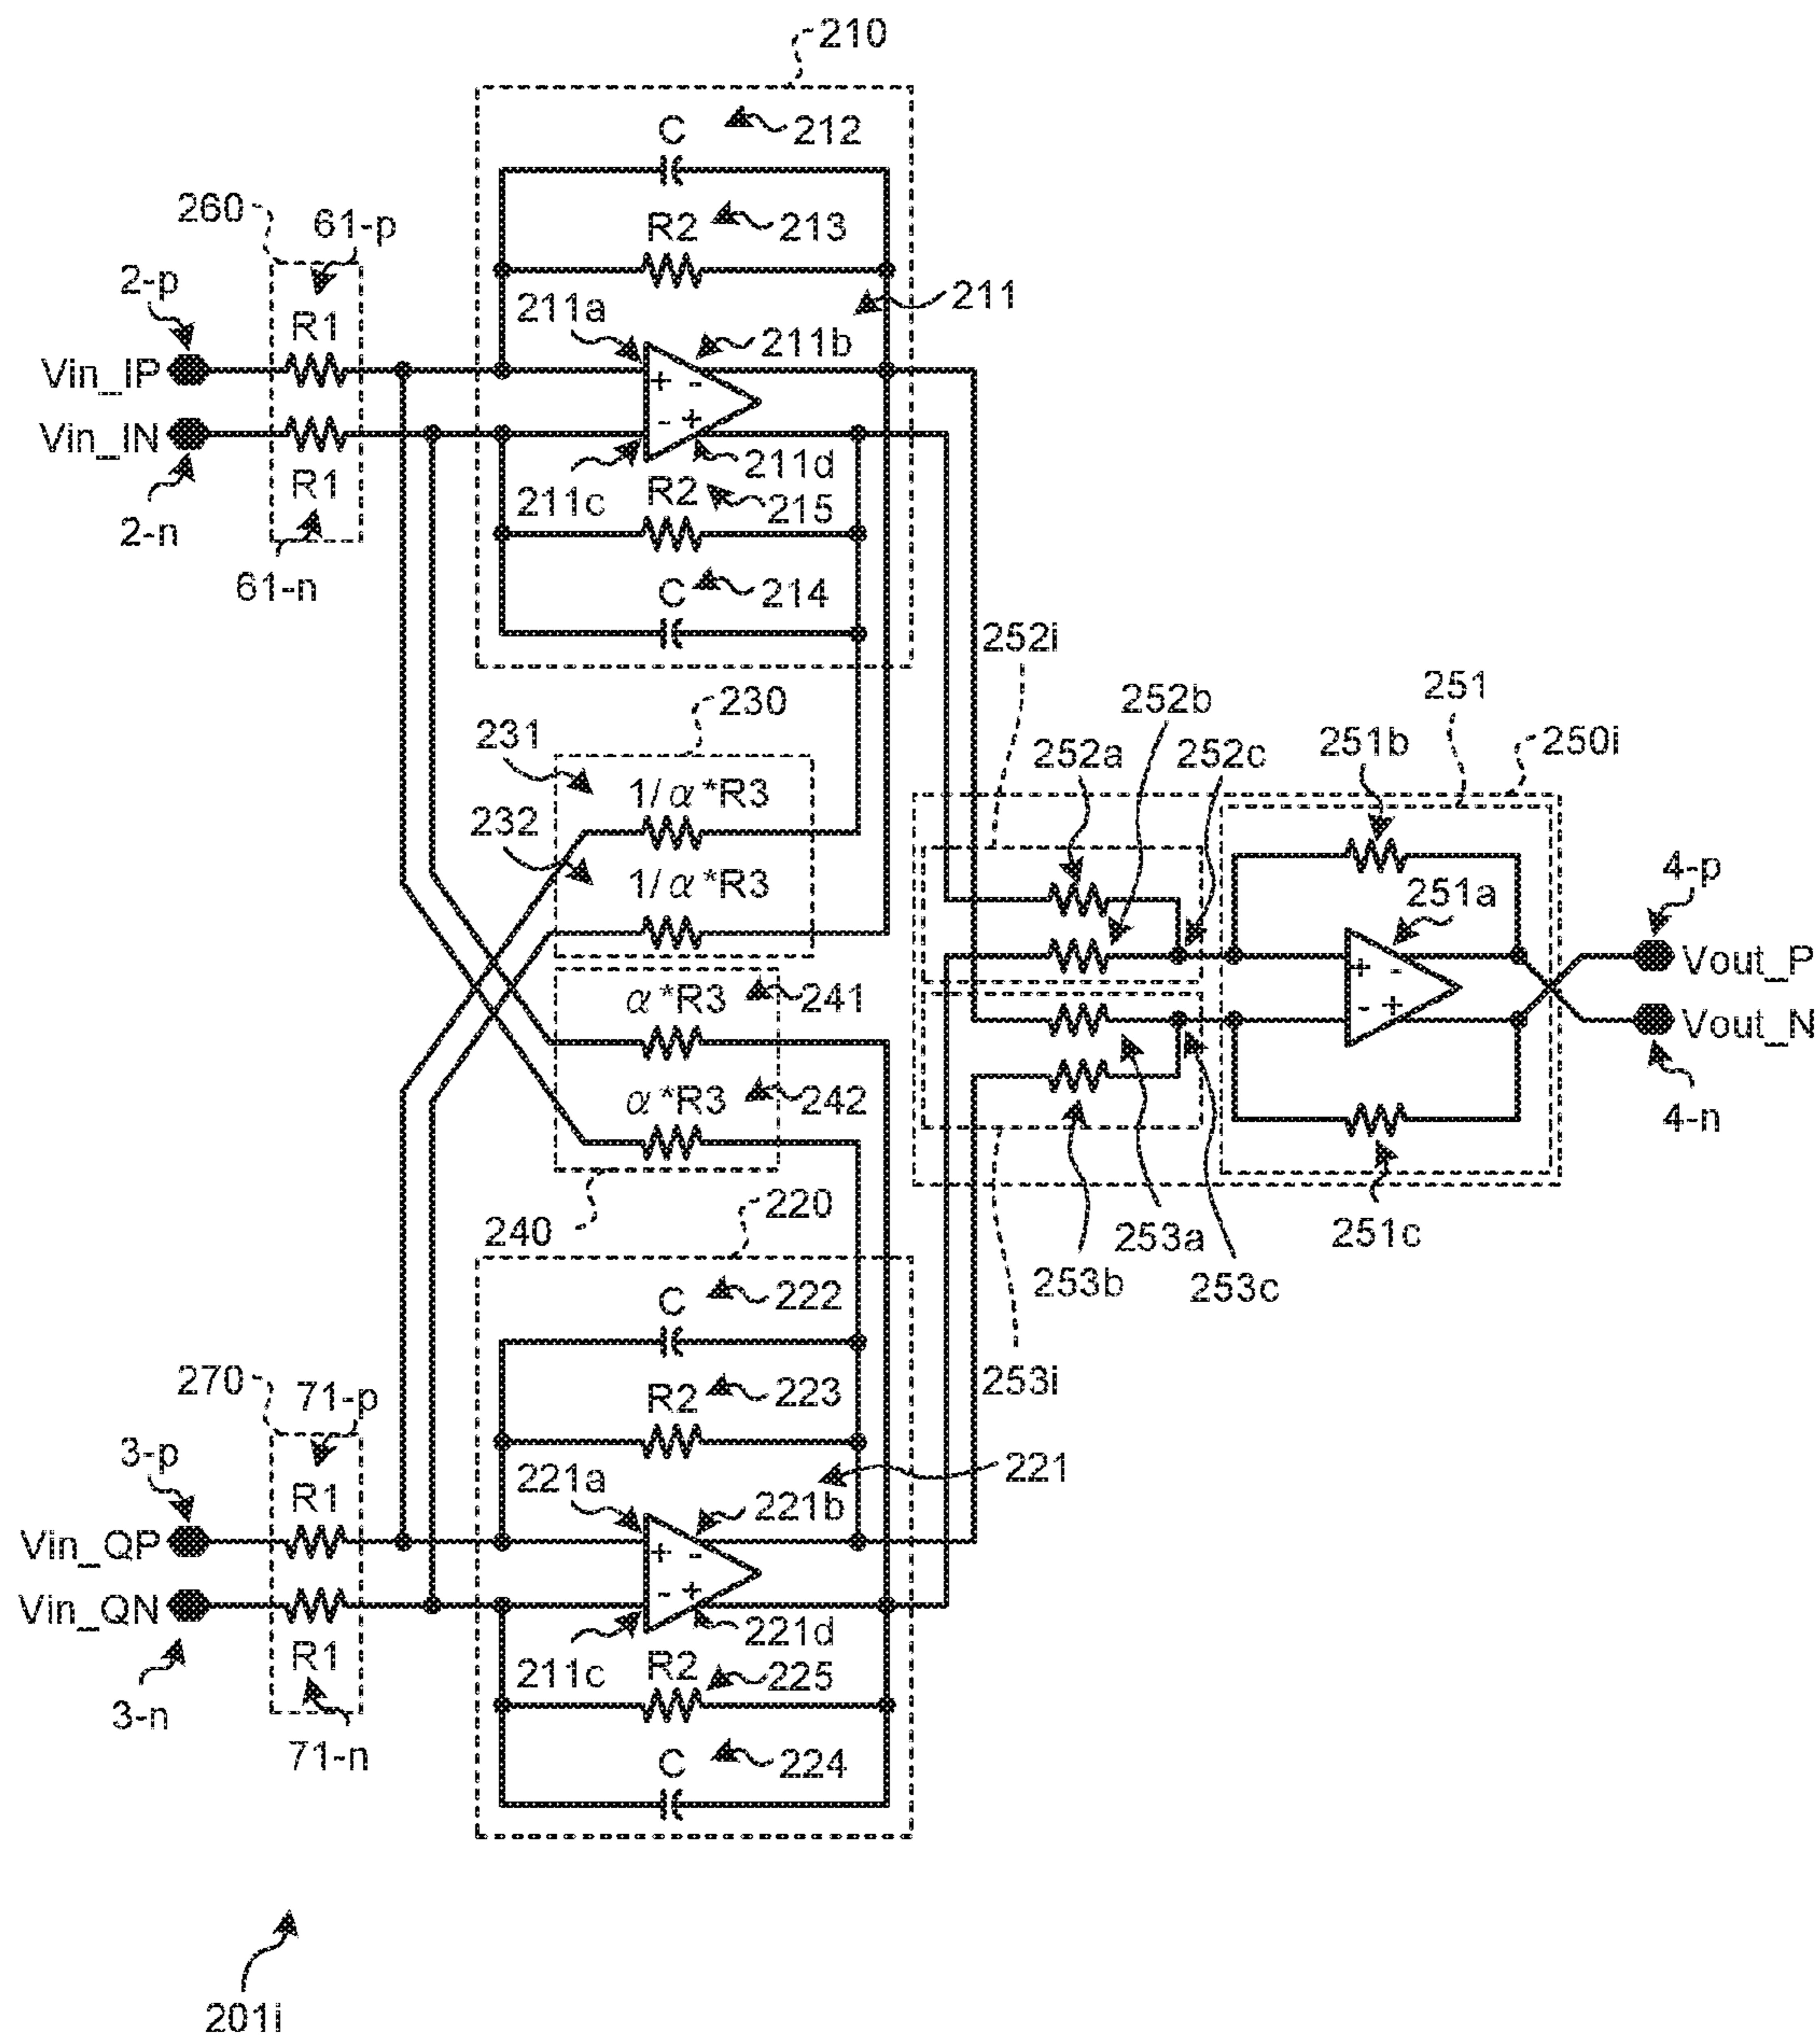 210
C 212
260 61-p R2 213
2-p R1 211a 211b 211
Vin_IP + -
Vin_IN - +
R1 211c 211d
2-n R2 215
61-n C 214
252i
230 252b 251
231 252a 252c 251b 250i
1/α*R3
232 1/α*R3 251a 4-p
+ - Vout_P
α*R3 241 - + Vout_N
α*R3 242 4-n
240 220 253a 251c
253b 253c
C 222
270 71-p R2 223 253i
3-p R1 221a 221b 221
Vin_QP + -
Vin_QN - +
R1 211c 221d
3-n R2 225
71-n C 224
201i